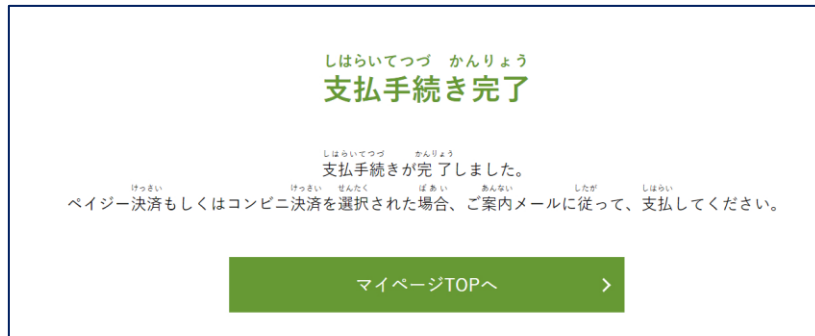 しはらいてつづ かんりょう
支払手続き完了
しはらいてつづ かんりょう
支払手続きが完了しました。
けっさい けっさい せんたく ばあい あんない したが しはらい
ペイジー決済もしくはコンビニ決済を選択された場合、ご案内メールに従って、支払してください。
マイページTOPへ